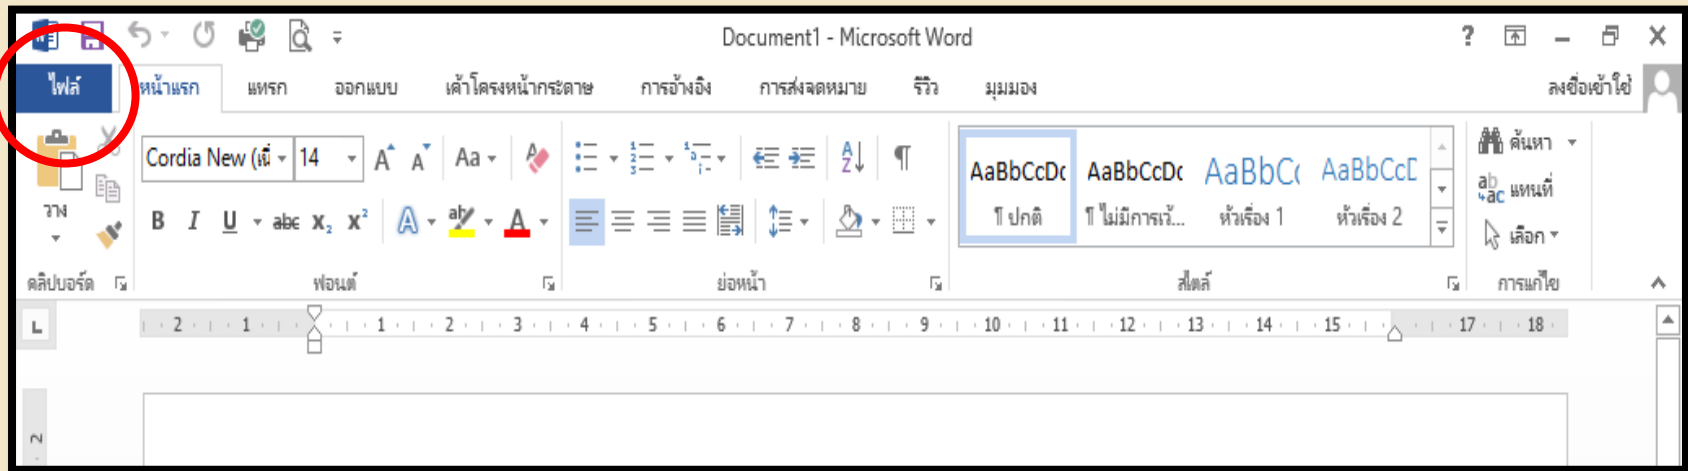 Document1 - Microsoft Word
ไฟล์ หน้าแรก แทรก ออกแบบ เค้าโครงหน้ากระดาษ การอ้างอิง การส่งจดหมาย รีวิว มุมมอง ลงชื่อเข้าใช้
วาง
คลิปบอร์ด
Cordia New (เนื้ 14 Aa
B I U abc X₂ X² A aby A
ฟอนต์
ย่อหน้า
AaBbCcDc AaBbCcDc AaBbCc AaBbCcD
¶ ปกติ ¶ ไม่มีการเว้... หัวเรื่อง 1 หัวเรื่อง 2
สไตล์
ค้นหา
แทนที่
เลือก
การแก้ไข
L 2 1 1 2 3 4 5 6 7 8 9 10 11 12 13 14 15 17 18
2